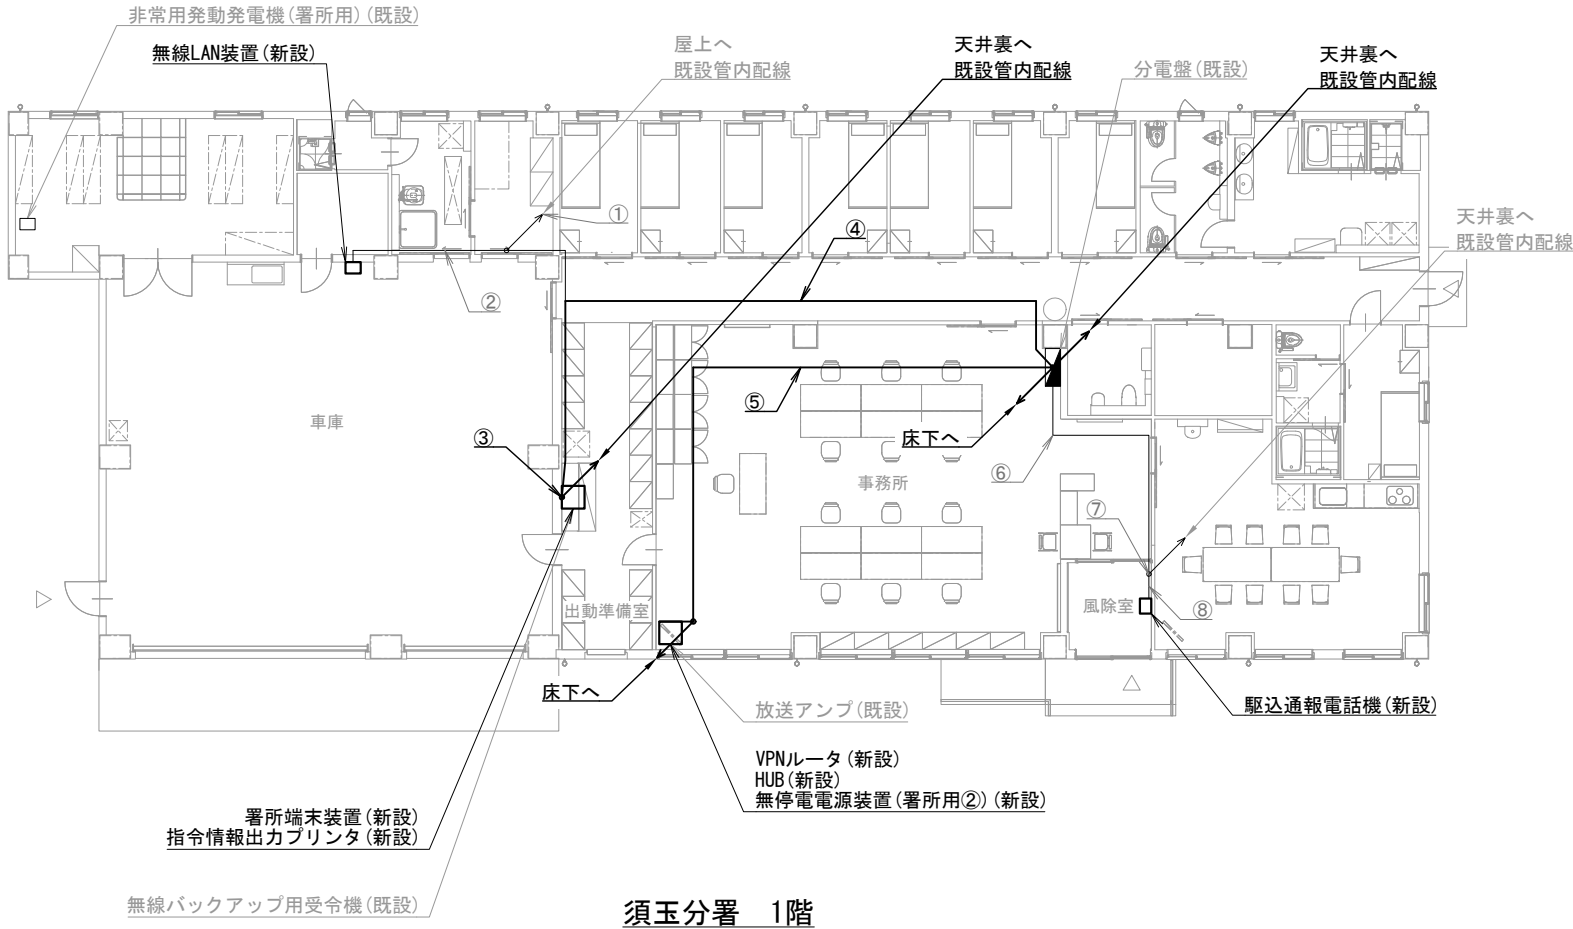 非常用発動発電機(署所用)(既設)
無線LAN装置(新設)
屋上へ
既設管内配線
天井裏へ
既設管内配線
分電盤(既設)
天井裏へ
既設管内配線
天井裏へ
既設管内配線
①
②
④
⑤
③
車庫
床下へ
⑥
事務所
⑦
⑧
出動準備室
風除室
床下へ
放送アンプ(既設)
駆込通報電話機(新設)
VPNルータ(新設)
HUB(新設)
無停電電源装置(署所用②)(新設)
署所端末装置(新設)
指令情報出力プリンタ(新設)
無線バックアップ用受令機(既設)
須玉分署 1階